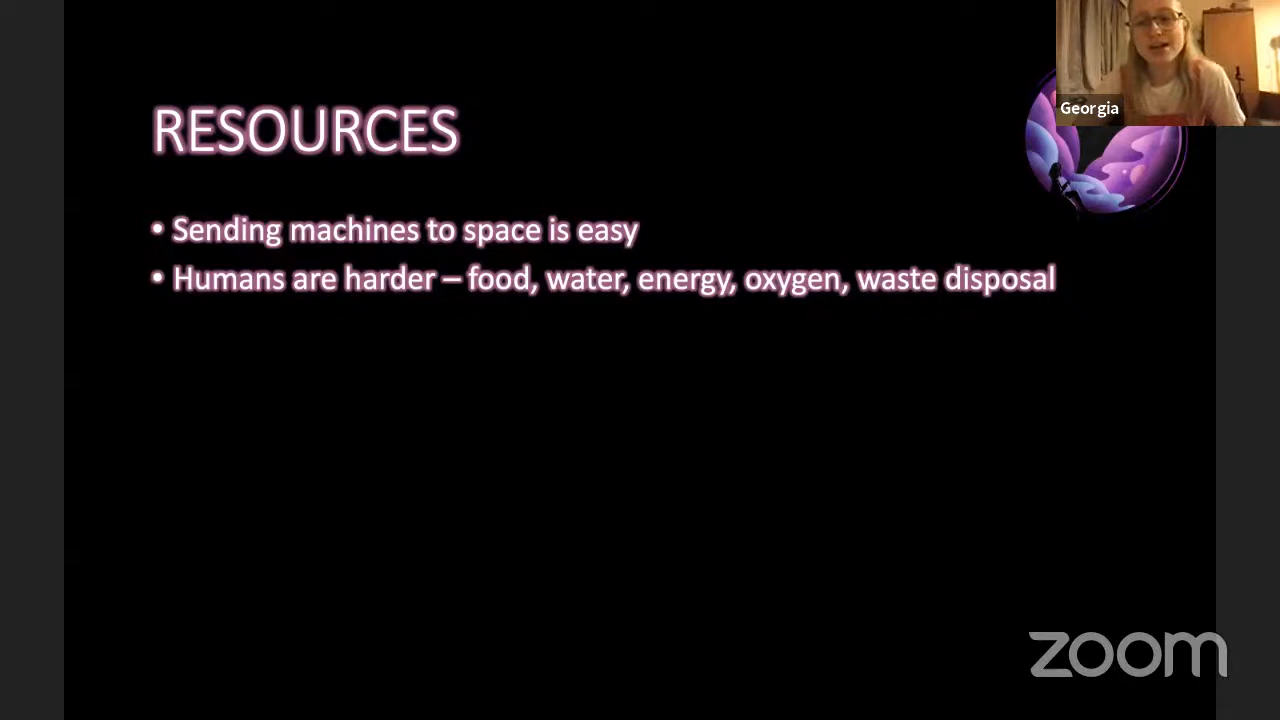 RESOURCES
• Sending machines to space is easy
• Humans are harder – food, water, energy, oxygen, waste disposal
Georgia
zoom